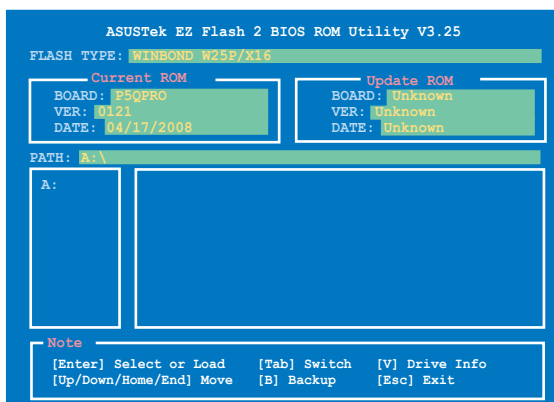 ASUSTek EZ Flash 2 BIOS ROM Utility V3.25
FLASH TYPE: WINBOND W25P/X16
Current ROM
BOARD: P5QPRO
VER: 0121
DATE: 04/17/2008
Update ROM
BOARD: Unknown
VER: Unknown
DATE: Unknown
PATH: A:\
A:
Note
[Enter] Select or Load [Tab] Switch [V] Drive Info
[Up/Down/Home/End] Move [B] Backup [Esc] Exit